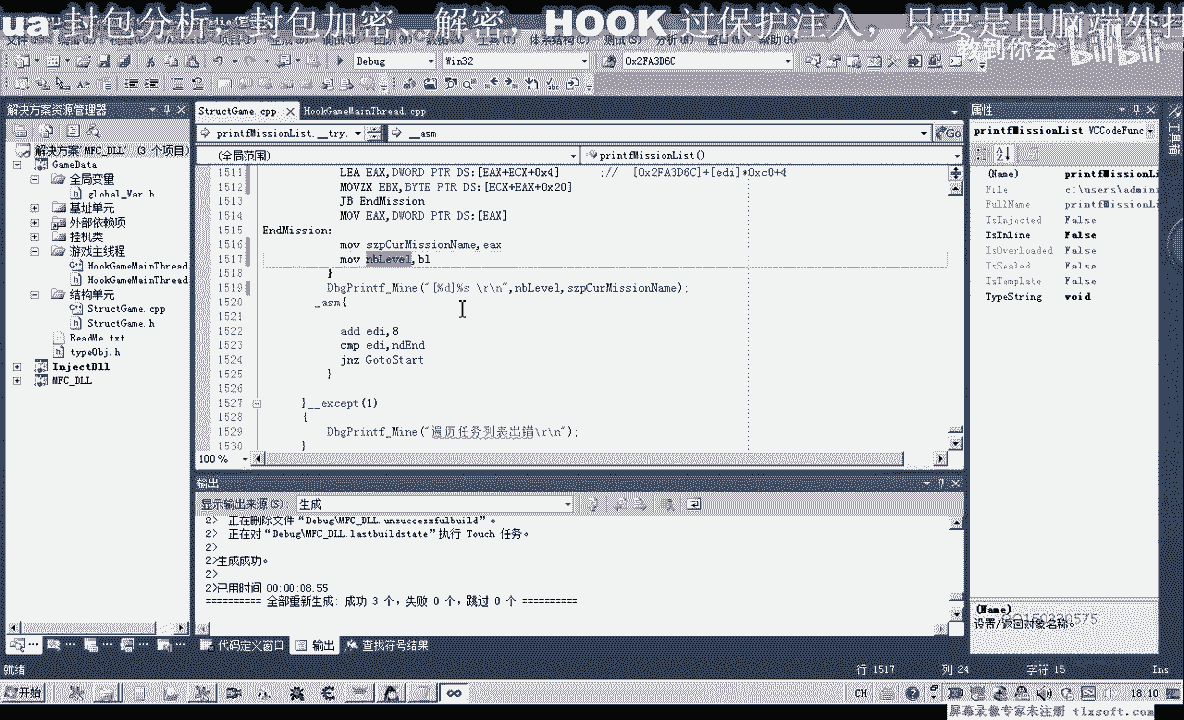 ua 封包分析，封包加密、解密、HOOK 过保护注入，只要是电脑端外挂
教到你会 bilibili
Debug Win32 0x2FA3D6C
解决方案资源管理器
StructGame.cpp HookGameMainThread.cpp
属性
printfMissionList.__try. __asm Go
printfMissionList VCCodeFunc
(全局范围) printfMissionList()
解决方案"MFC_DLL" (3 个项目)
GameData
全局变量
global_Var.h
基址单元
外部依赖项
挂机类
游戏主线程
HookGameMainThread.
HookGameMainThread.
结构单元
StructGame.cpp
StructGame.h
ReadMe.txt
typeObj.h
InjectDll
MFC_DLL
1511 LEA EAX,DWORD PTR DS:[EAX+ECX+0x4] ;// [0x2FA3D6C]+[edi]*0xc0+4
1512 MOVZX EBX,BYTE PTR DS:[ECX+EAX+0x20]
1513 JB EndMission
1514 MOV EAX,DWORD PTR DS:[EAX]
1515 EndMission:
1516 mov szpCurMissionName,eax
1517 mov nbLevel,bl
1518 }
1519 DbgPrintf_Mine("[%d]%s \r\n",nbLevel,szpCurMissionName);
1520 _asm{
1521
1522 add edi,8
1523 cmp edi,ndEnd
1524 jnz GotoStart
1525 }
1526
1527 }__except(1)
1528 {
1529 DbgPrintf_Mine("遍历任务列表出错\r\n");
1530 }
100 %
(Name) printfMissionL
File c:\users\admin
FullName printfMissionL
IsInjected False
IsInline False
IsOverloaded False
IsSealed False
IsTemplate False
TypeString void
输出
显示输出来源(S): 生成
2> 正在删除文件"Debug\MFC_DLL.unsuccessfulbuild"。
2> 正在对"Debug\MFC_DLL.lastbuildstate"执行 Touch 任务。
2>
2>生成成功。
2>
2>已用时间 00:00:08.55
========== 全部重新生成: 成功 3 个，失败 0 个，跳过 0 个 ==========
(Name)
设置/返回对象名称。
代码定义窗口 输出 查找符号结果
就绪 行 1517 列 24 字符 15 Ins
开始 CH 18:10
屏幕录像专家未注册 tlxsoft.com